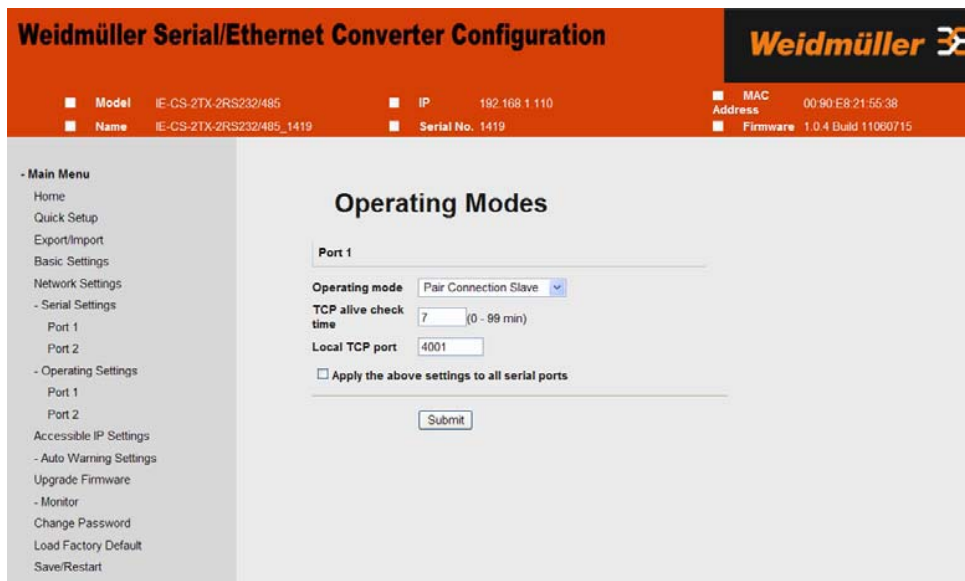 Weidmüller Serial/Ethernet Converter Configuration
Weidmüller
Model IE-CS-2TX-2RS232/485
IP 192.168.1.110
MAC Address 00:90:E8:21:55:38
Name IE-CS-2TX-2RS232/485_1419
Serial No. 1419
Firmware 1.0.4 Build 11060715
- Main Menu
Home
Quick Setup
Export/Import
Basic Settings
Network Settings
- Serial Settings
Port 1
Port 2
- Operating Settings
Port 1
Port 2
Accessible IP Settings
- Auto Warning Settings
Upgrade Firmware
- Monitor
Change Password
Load Factory Default
Save/Restart
Operating Modes
Port 1
Operating mode Pair Connection Slave
TCP alive check time 7 (0 - 99 min)
Local TCP port 4001
Apply the above settings to all serial ports
Submit